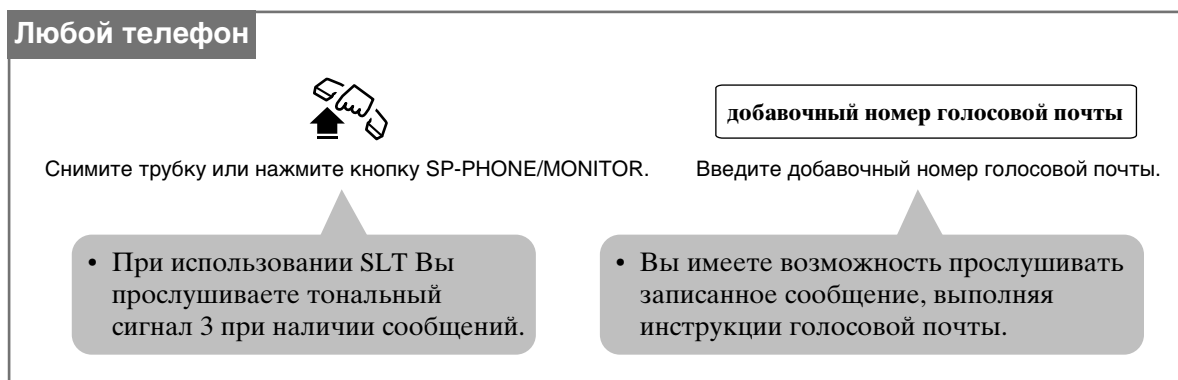 Любой телефон
добавочный номер голосовой почты
Снимите трубку или нажмите кнопку SP-PHONE/MONITOR.
Введите добавочный номер голосовой почты.
• При использовании SLT Вы
прослушиваете тональный
сигнал 3 при наличии сообщений.
• Вы имеете возможность прослушивать
записанное сообщение, выполняя
инструкции голосовой почты.